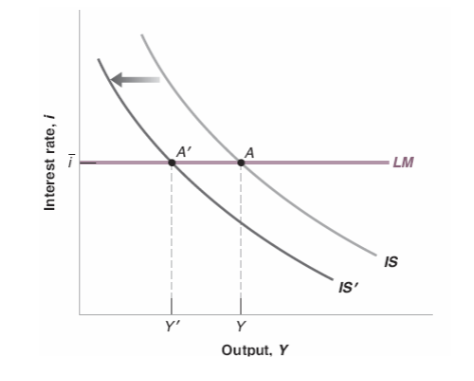 Interest rate, i
i̅
A′
A
LM
IS
IS′
Y′
Y
Output, Y